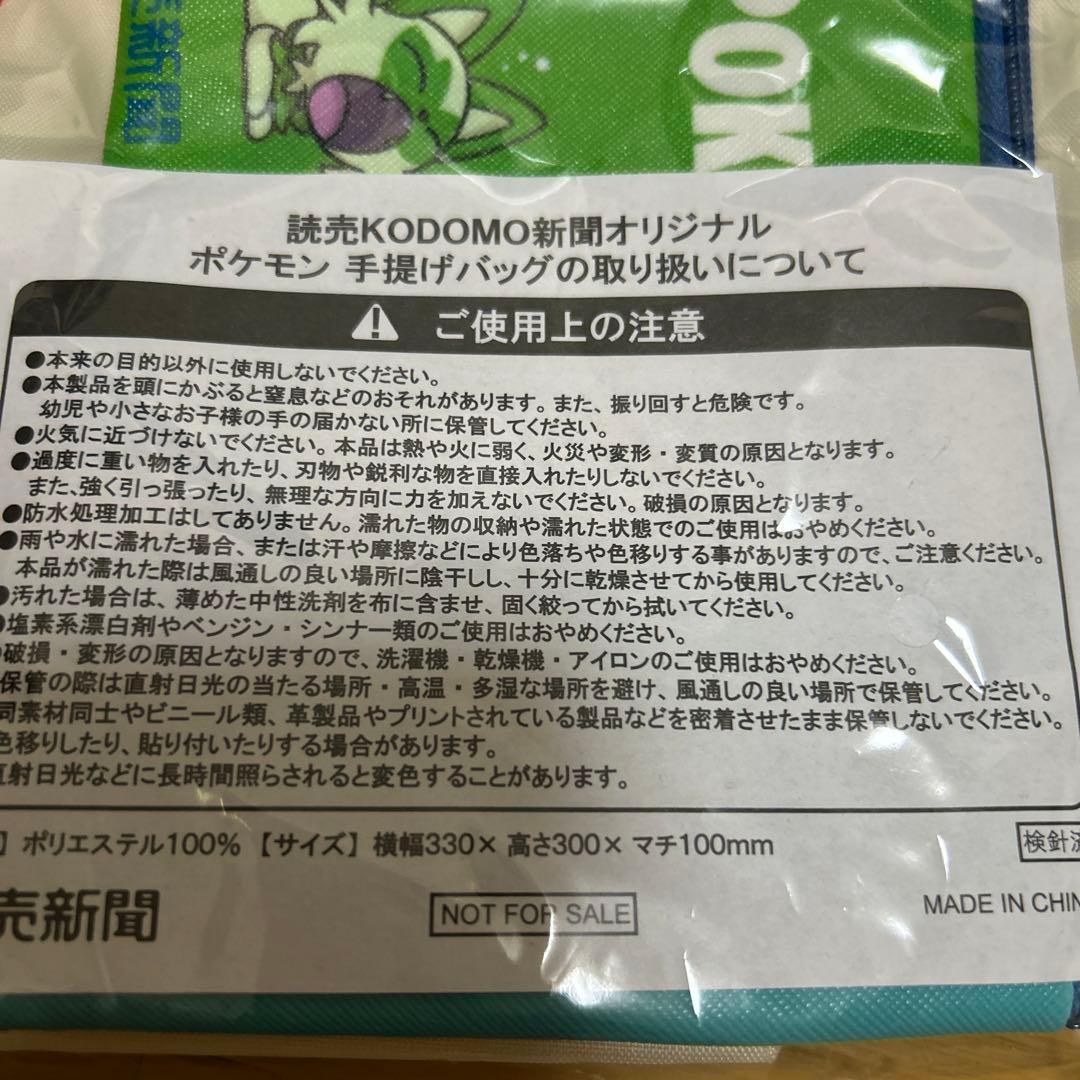 売新聞
POK
読売KODOMO新聞オリジナル
ポケモン 手提げバッグの取り扱いについて
ご使用上の注意
●本来の目的以外に使用しないでください。
●本製品を頭にかぶると窒息などのおそれがあります。また、振り回すと危険です。
幼児や小さなお子様の手の届かない所に保管してください。
●火気に近づけないでください。本品は熱や火に弱く、火災や変形・変質の原因となります。
●過度に重い物を入れたり、刃物や鋭利な物を直接入れたりしないでください。
また、強く引っ張ったり、無理な方向に力を加えないでください。破損の原因となります。
●防水処理加工はしてありません。濡れた物の収納や濡れた状態でのご使用はおやめください。
●雨や水に濡れた場合、または汗や摩擦などにより色落ちや色移りする事がありますので、ご注意ください。
本品が濡れた際は風通しの良い場所に陰干しし、十分に乾燥させてから使用してください。
●汚れた場合は、薄めた中性洗剤を布に含ませ、固く絞ってから拭いてください。
●塩素系漂白剤やベンジン・シンナー類のご使用はおやめください。
●破損・変形の原因となりますので、洗濯機・乾燥機・アイロンのご使用はおやめください。
保管の際は直射日光の当たる場所・高温・多湿な場所を避け、風通しの良い場所で保管してください。
同素材同士やビニール類、革製品やプリントされている製品などを密着させたまま保管しないでください。
色移りしたり、貼り付いたりする場合があります。
直射日光などに長時間照らされると変色することがあります。
】ポリエステル100% 【サイズ】横幅330×高さ300×マチ100mm
検針済
売新聞
NOT FOR SALE
MADE IN CHIN